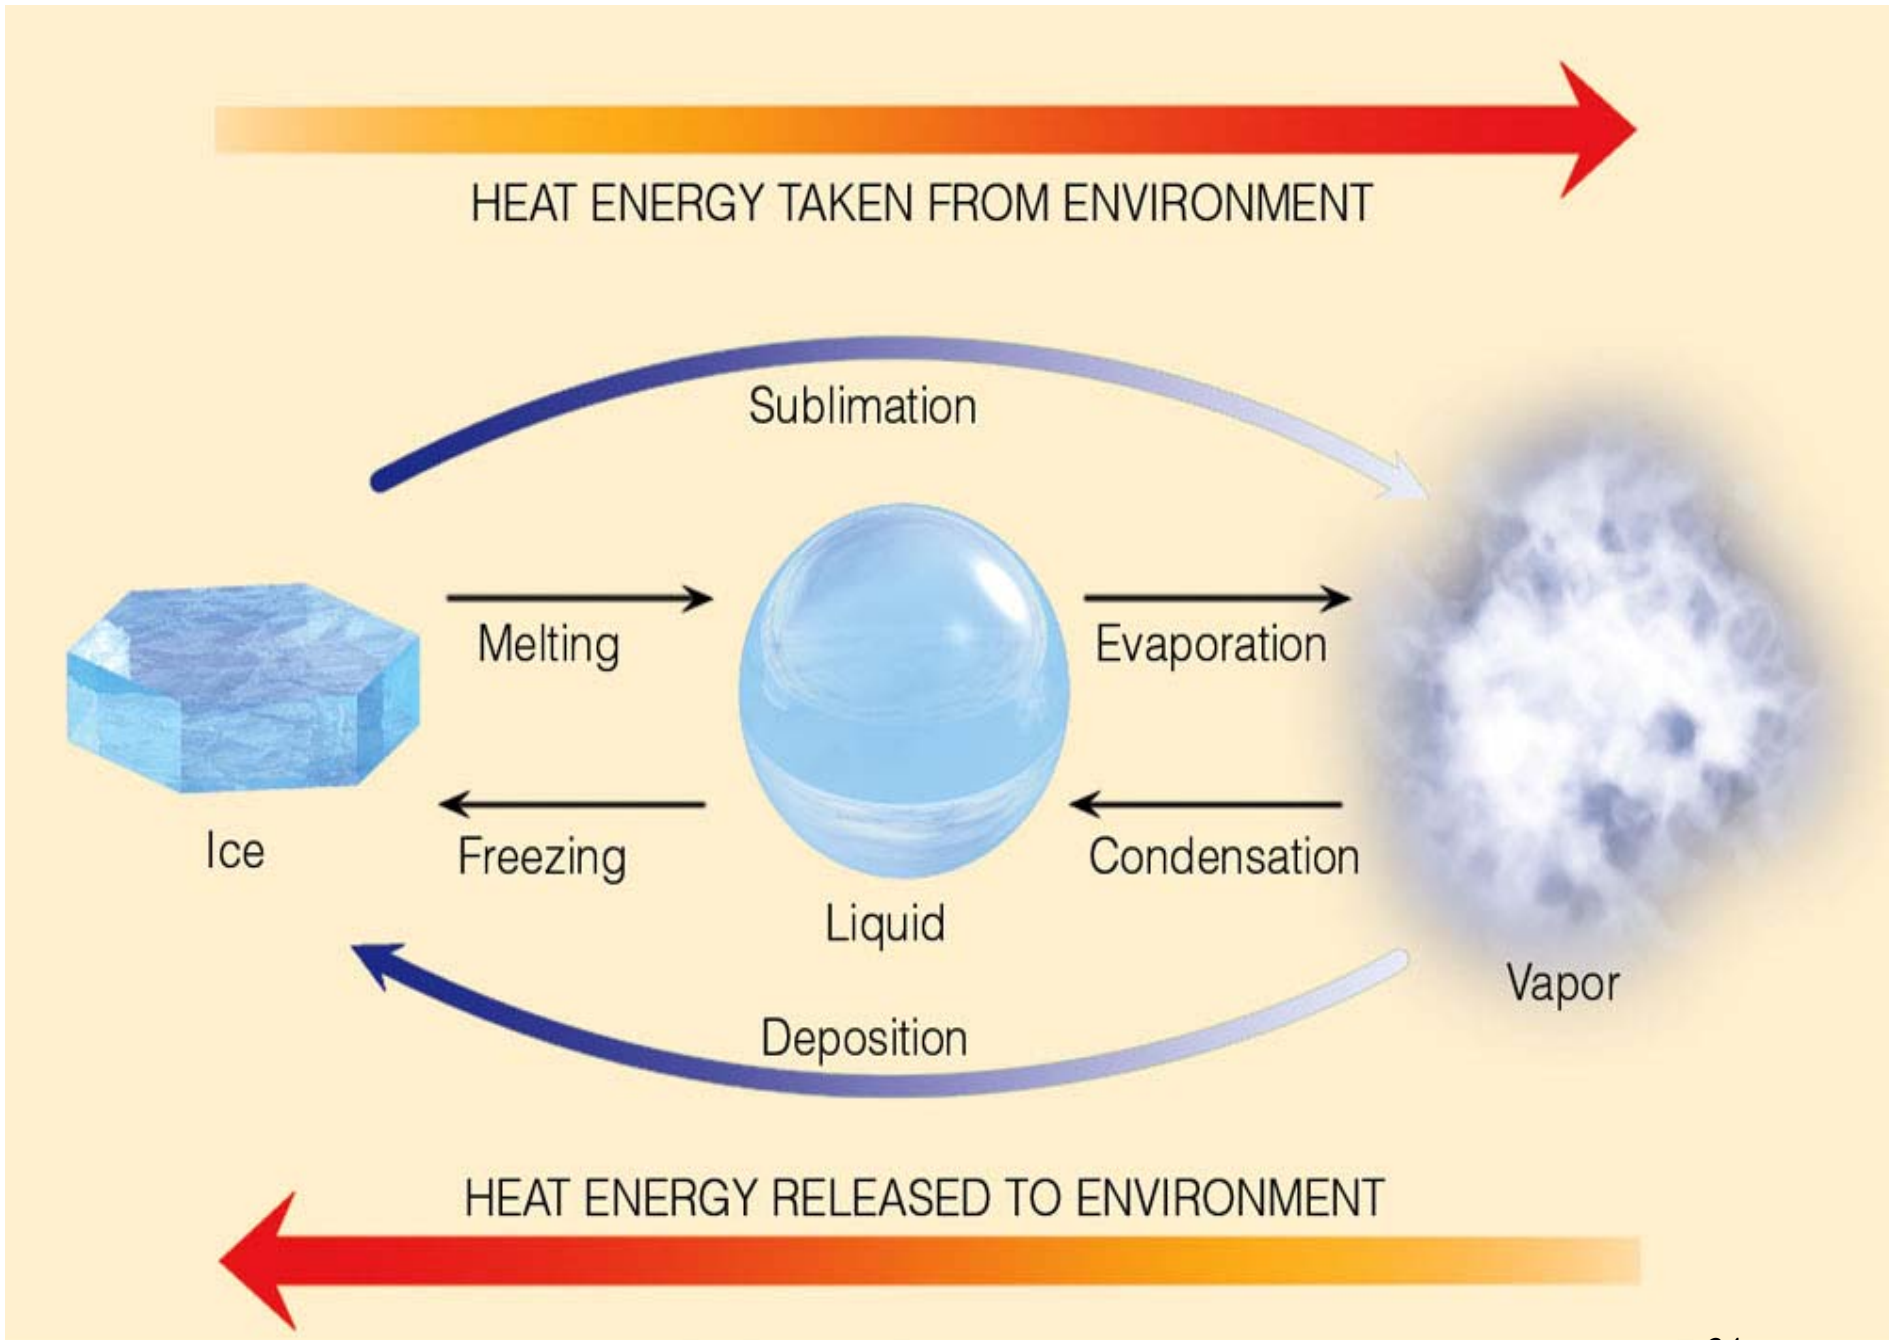 HEAT ENERGY TAKEN FROM ENVIRONMENT
Sublimation
Melting
Evaporation
Ice
Freezing
Condensation
Liquid
Vapor
Deposition
HEAT ENERGY RELEASED TO ENVIRONMENT